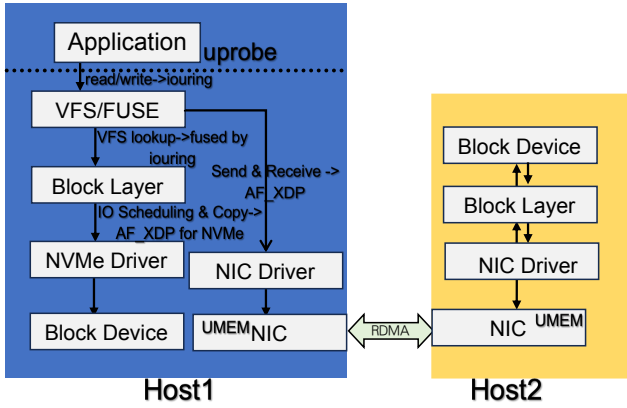 Application
uprobe
read/write->iouring
VFS/FUSE
VFS lookup->fused by
iouring
Send & Receive ->
AF_XDP
Block Layer
IO Scheduling & Copy->
AF_XDP for NVMe
NVMe Driver
NIC Driver
Block Device
UMEM NIC
RDMA
Block Device
Block Layer
NIC Driver
NIC UMEM
Host1
Host2